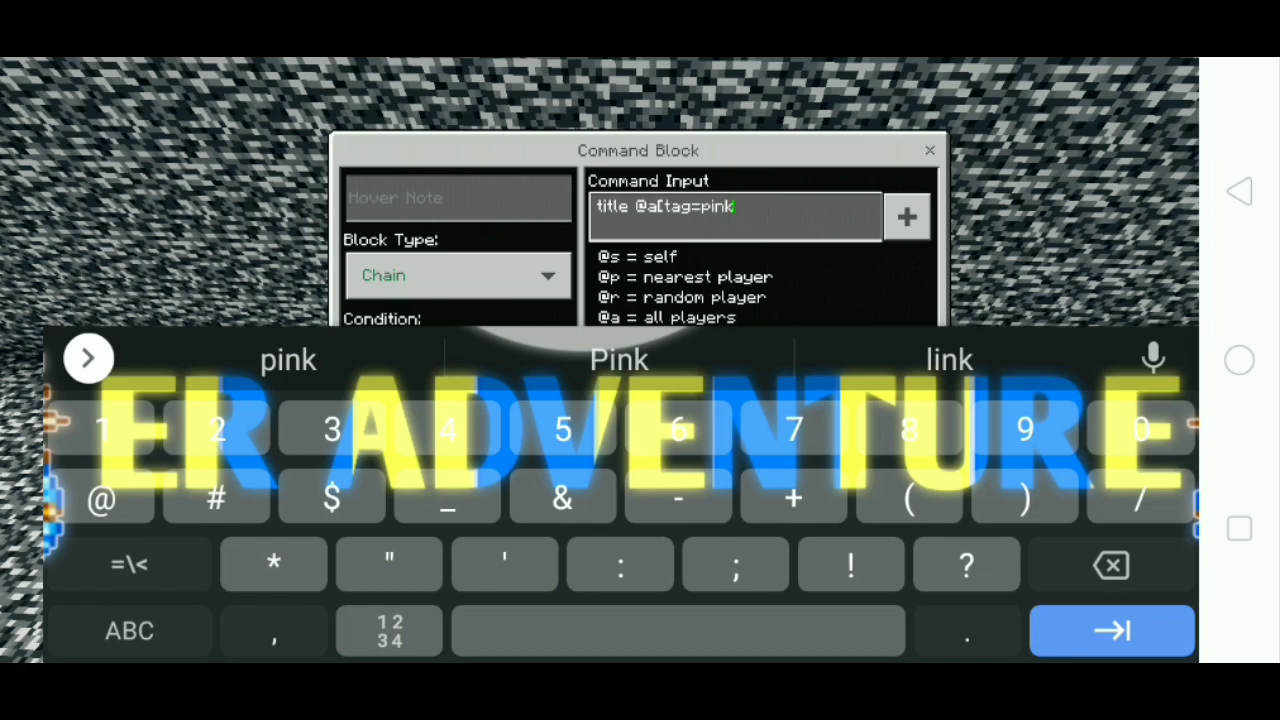 Command Block
Hover Note
Command Input
title @a[tag=pink
+
Block Type:
Chain
@s = self
@p = nearest player
@r = random player
@a = all players
Condition:
pink Pink link
ER ADVENTURE
1 2 3 4 5 6 7 8 9 0
@ # $ _ & - + ( ) /
=\< * " ' : ; ! ?
ABC , 12 34 .